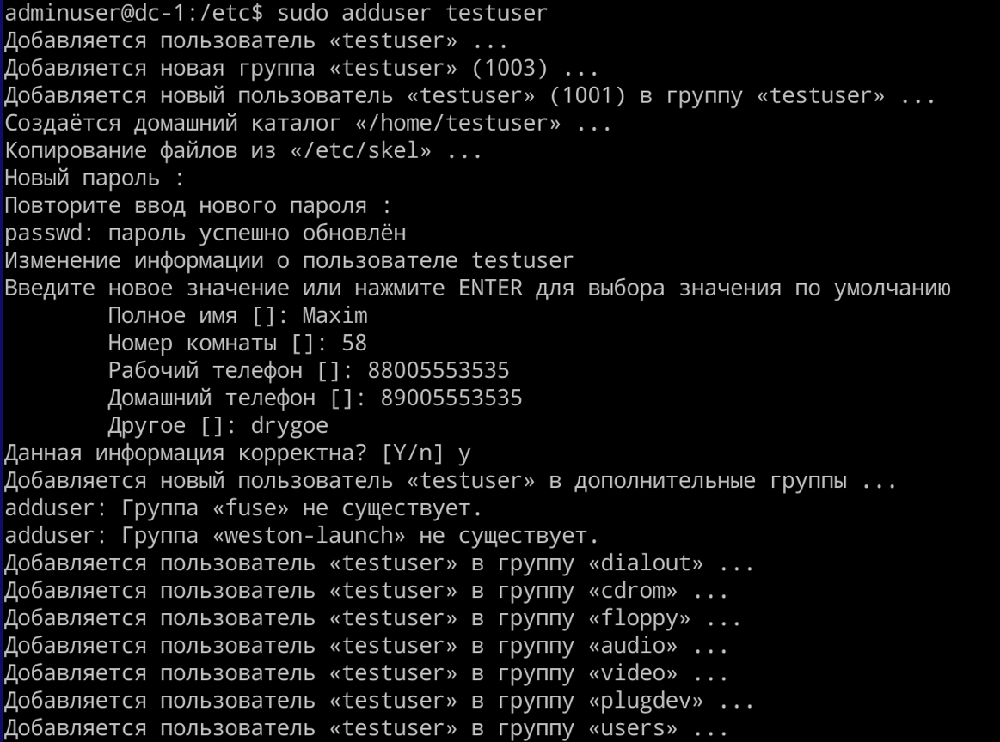 adminuser@dc-1:/etc$ sudo adduser testuser
Добавляется пользователь «testuser» ...
Добавляется новая группа «testuser» (1003) ...
Добавляется новый пользователь «testuser» (1001) в группу «testuser» ...
Создаётся домашний каталог «/home/testuser» ...
Копирование файлов из «/etc/skel» ...
Новый пароль :
Повторите ввод нового пароля :
passwd: пароль успешно обновлён
Изменение информации о пользователе testuser
Введите новое значение или нажмите ENTER для выбора значения по умолчанию
Полное имя []: Maxim
Номер комнаты []: 58
Рабочий телефон []: 88005553535
Домашний телефон []: 89005553535
Другое []: drygoe
Данная информация корректна? [Y/n] y
Добавляется новый пользователь «testuser» в дополнительные группы ...
adduser: Группа «fuse» не существует.
adduser: Группа «weston-launch» не существует.
Добавляется пользователь «testuser» в группу «dialout» ...
Добавляется пользователь «testuser» в группу «cdrom» ...
Добавляется пользователь «testuser» в группу «floppy» ...
Добавляется пользователь «testuser» в группу «audio» ...
Добавляется пользователь «testuser» в группу «video» ...
Добавляется пользователь «testuser» в группу «plugdev» ...
Добавляется пользователь «testuser» в группу «users» ...